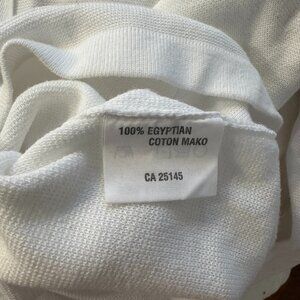 100% EGYPTIAN
COTON MAKO
CA 25145